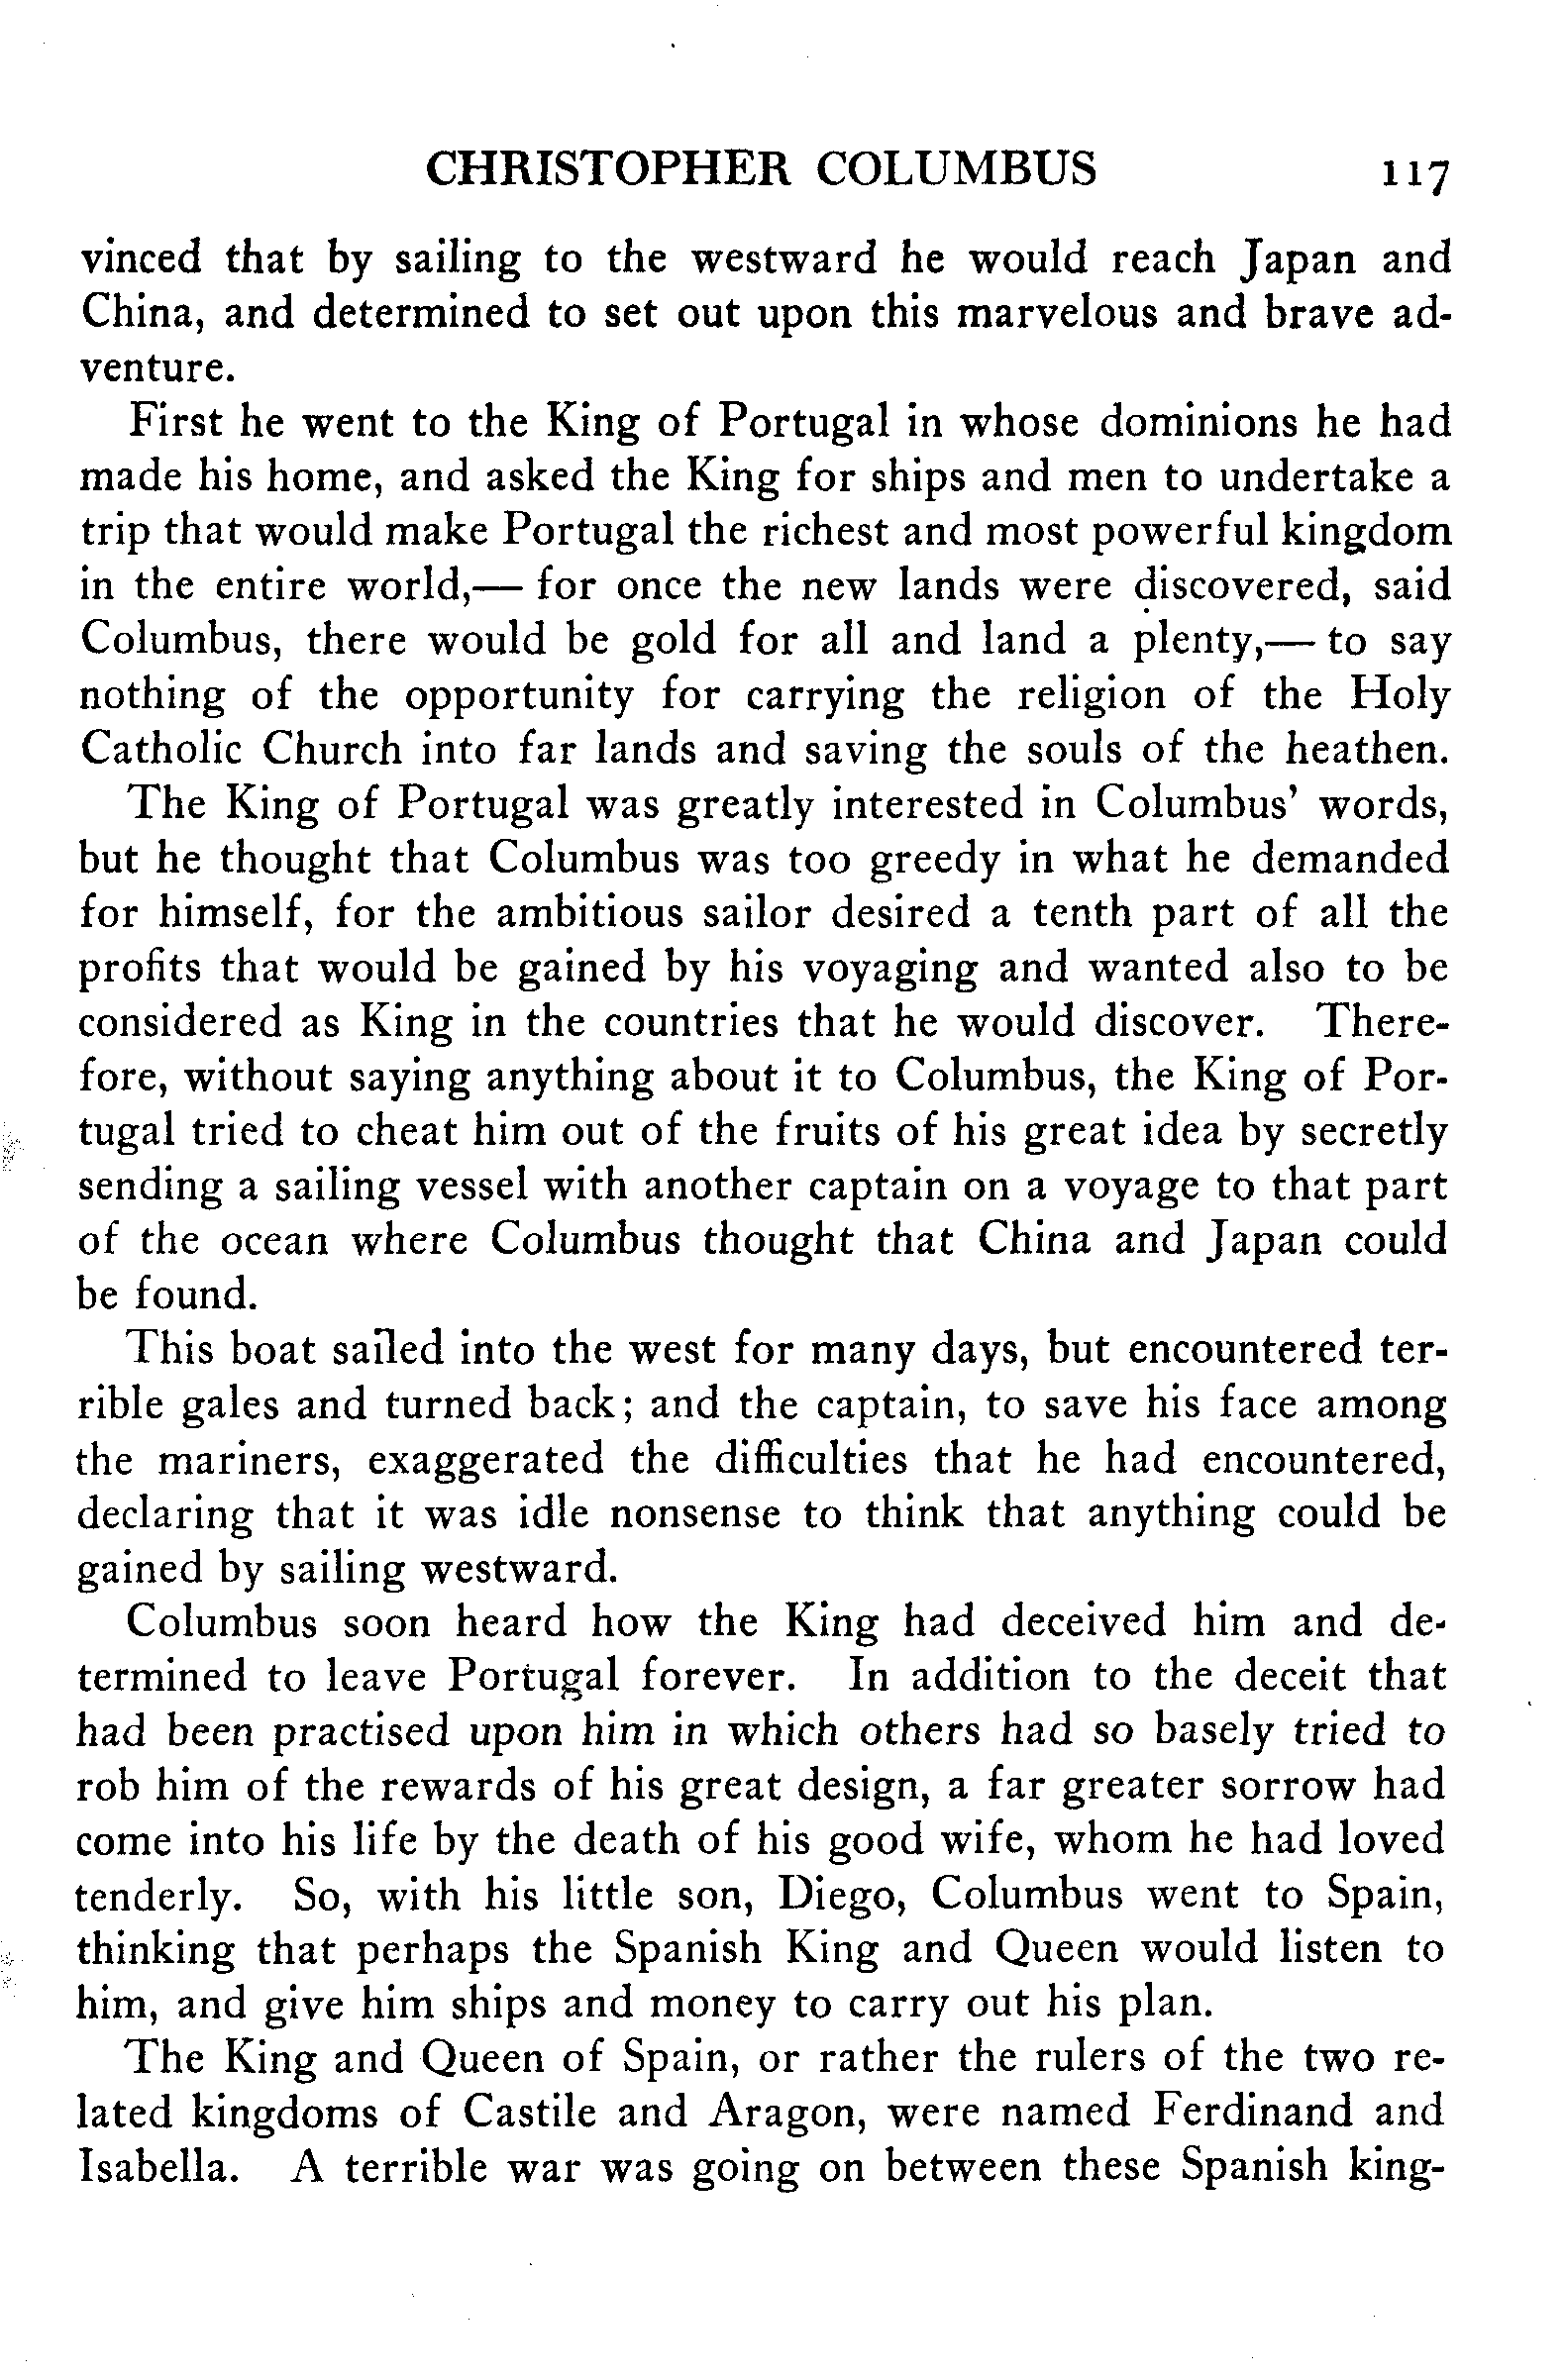 CHRISTOPHER COLUMBUS 117
vinced that by sailing to the westward he would reach Japan and
China, and determined to set out upon this marvelous and brave ad-
venture.
First he went to the King of Portugal in whose dominions he had
made his home, and asked the King for ships and men to undertake a
trip that would make Portugal the richest and most powerful kingdom
in the entire world,— for once the new lands were discovered, said
Columbus, there would be gold for all and land a plenty,— to say
nothing of the opportunity for carrying the religion of the Holy
Catholic Church into far lands and saving the souls of the heathen.
The King of Portugal was greatly interested in Columbus' words,
but he thought that Columbus was too greedy in what he demanded
for himself, for the ambitious sailor desired a tenth part of all the
profits that would be gained by his voyaging and wanted also to be
considered as King in the countries that he would discover. There-
fore, without saying anything about it to Columbus, the King of Por-
tugal tried to cheat him out of the fruits of his great idea by secretly
sending a sailing vessel with another captain on a voyage to that part
of the ocean where Columbus thought that China and Japan could
be found.
This boat sailed into the west for many days, but encountered ter-
rible gales and turned back; and the captain, to save his face among
the mariners, exaggerated the difficulties that he had encountered,
declaring that it was idle nonsense to think that anything could be
gained by sailing westward.
Columbus soon heard how the King had deceived him and de-
termined to leave Portugal forever. In addition to the deceit that
had been practised upon him in which others had so basely tried to
rob him of the rewards of his great design, a far greater sorrow had
come into his life by the death of his good wife, whom he had loved
tenderly. So, with his little son, Diego, Columbus went to Spain,
thinking that perhaps the Spanish King and Queen would listen to
him, and give him ships and money to carry out his plan.
The King and Queen of Spain, or rather the rulers of the two re-
lated kingdoms of Castile and Aragon, were named Ferdinand and
Isabella. A terrible war was going on between these Spanish king-